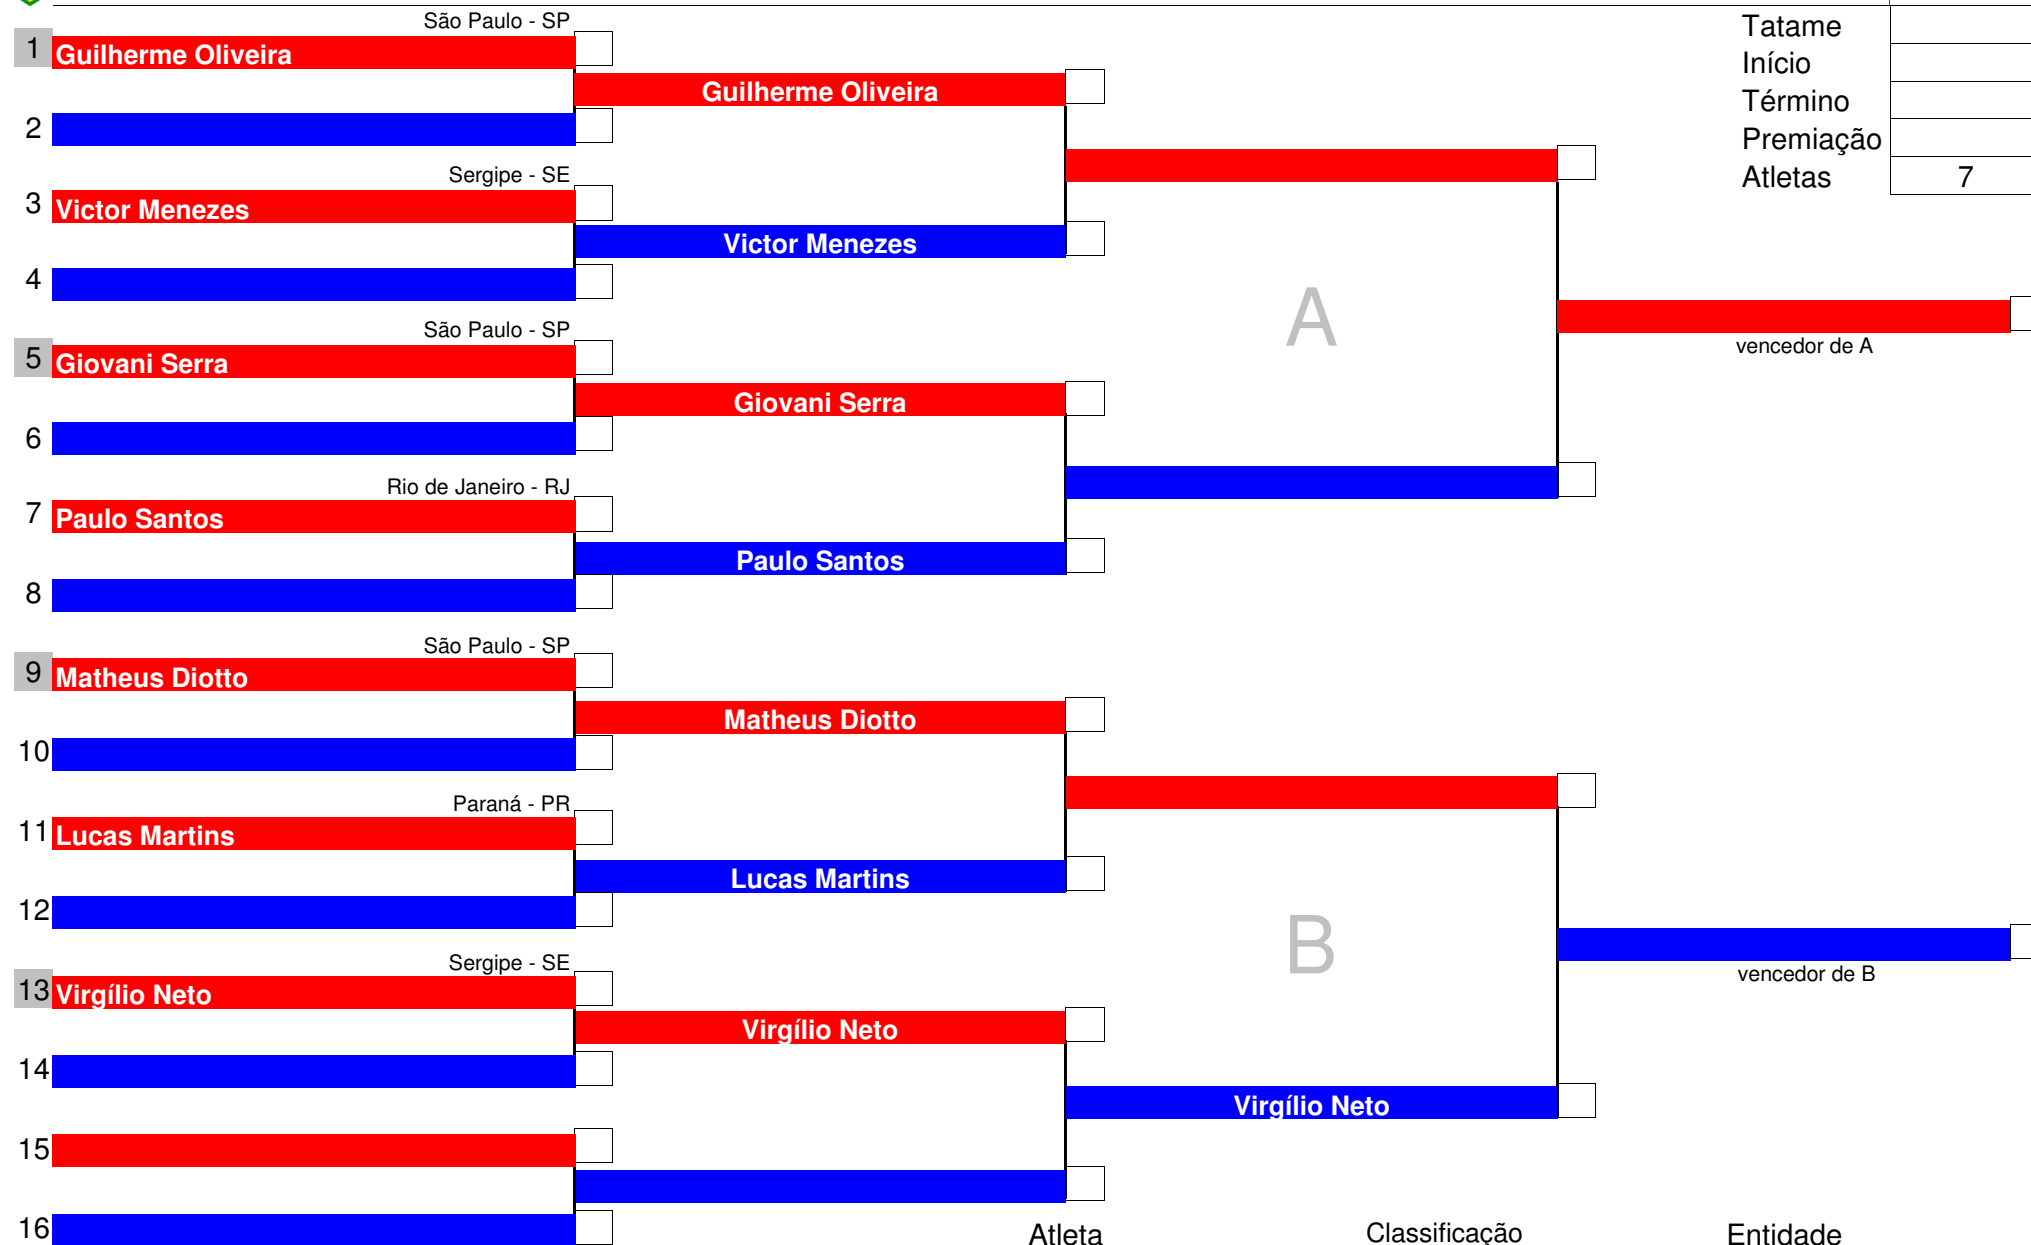 São Paulo - SP
1 Guilherme Oliveira
Guilherme Oliveira
2
Sergipe - SE
3 Victor Menezes
Victor Menezes
4
São Paulo - SP
5 Giovani Serra
Giovani Serra
6
Rio de Janeiro - RJ
7 Paulo Santos
Paulo Santos
8
São Paulo - SP
9 Matheus Diotto
Matheus Diotto
10
Paraná - PR
11 Lucas Martins
Lucas Martins
12
Sergipe - SE
13 Virgílio Neto
Virgílio Neto
14
Virgílio Neto
15
16
A
vencedor de A
B
vencedor de B
Tatame
Início
Término
Premiação
Atletas 7
Atleta Classificação Entidade